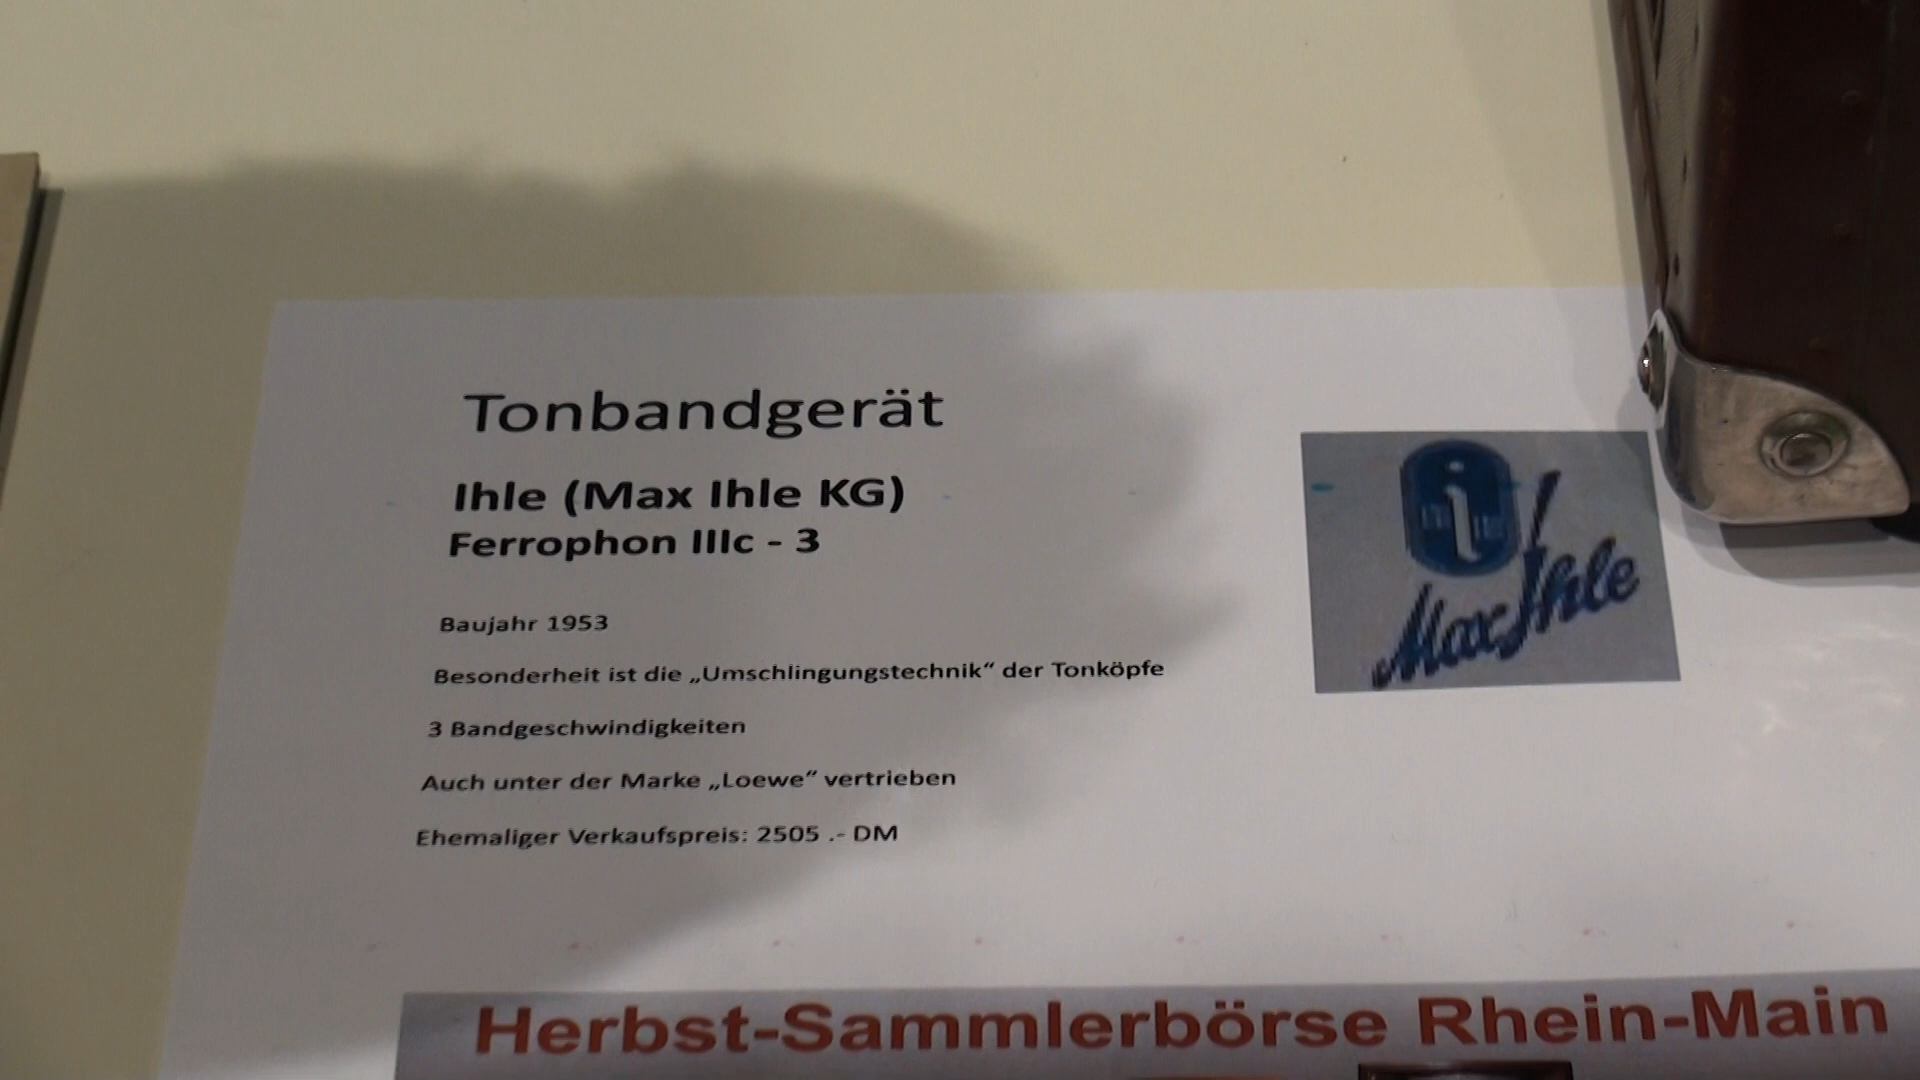 Tonbandgerät
Ihle (Max Ihle KG)
Ferrophon IIIc - 3
i
Max Ihle
Baujahr 1953
Besonderheit ist die „Umschlingungstechnik“ der Tonköpfe
3 Bandgeschwindigkeiten
Auch unter der Marke „Loewe“ vertrieben
Ehemaliger Verkaufspreis: 2505 .- DM
Herbst-Sammlerbörse Rhein-Main